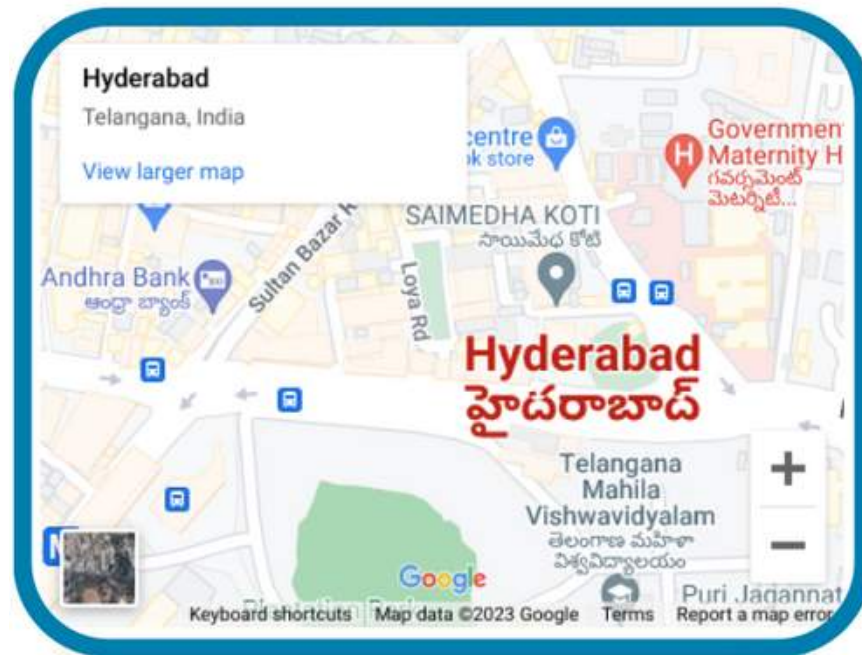 Hyderabad
Telangana, India
View larger map
centre
ok store
Governmen
Maternity H
గవర్నమెంట్
మెటర్నిటీ...
SAIMEDHA KOTI
సాయిమేధ కోటి
Sultan Bazar R
Loya Rd
Andhra Bank
ఆంధ్రా బ్యాంక్
Hyderabad
హైదరాబాద్
Telangana
Mahila
Vishwavidyalam
తెలంగాణ మహిళా
విశ్వవిద్యాలయం
+
−
Google
Puri Jadannat
Keyboard shortcuts
Map data ©2023 Google
Terms
Report a map error